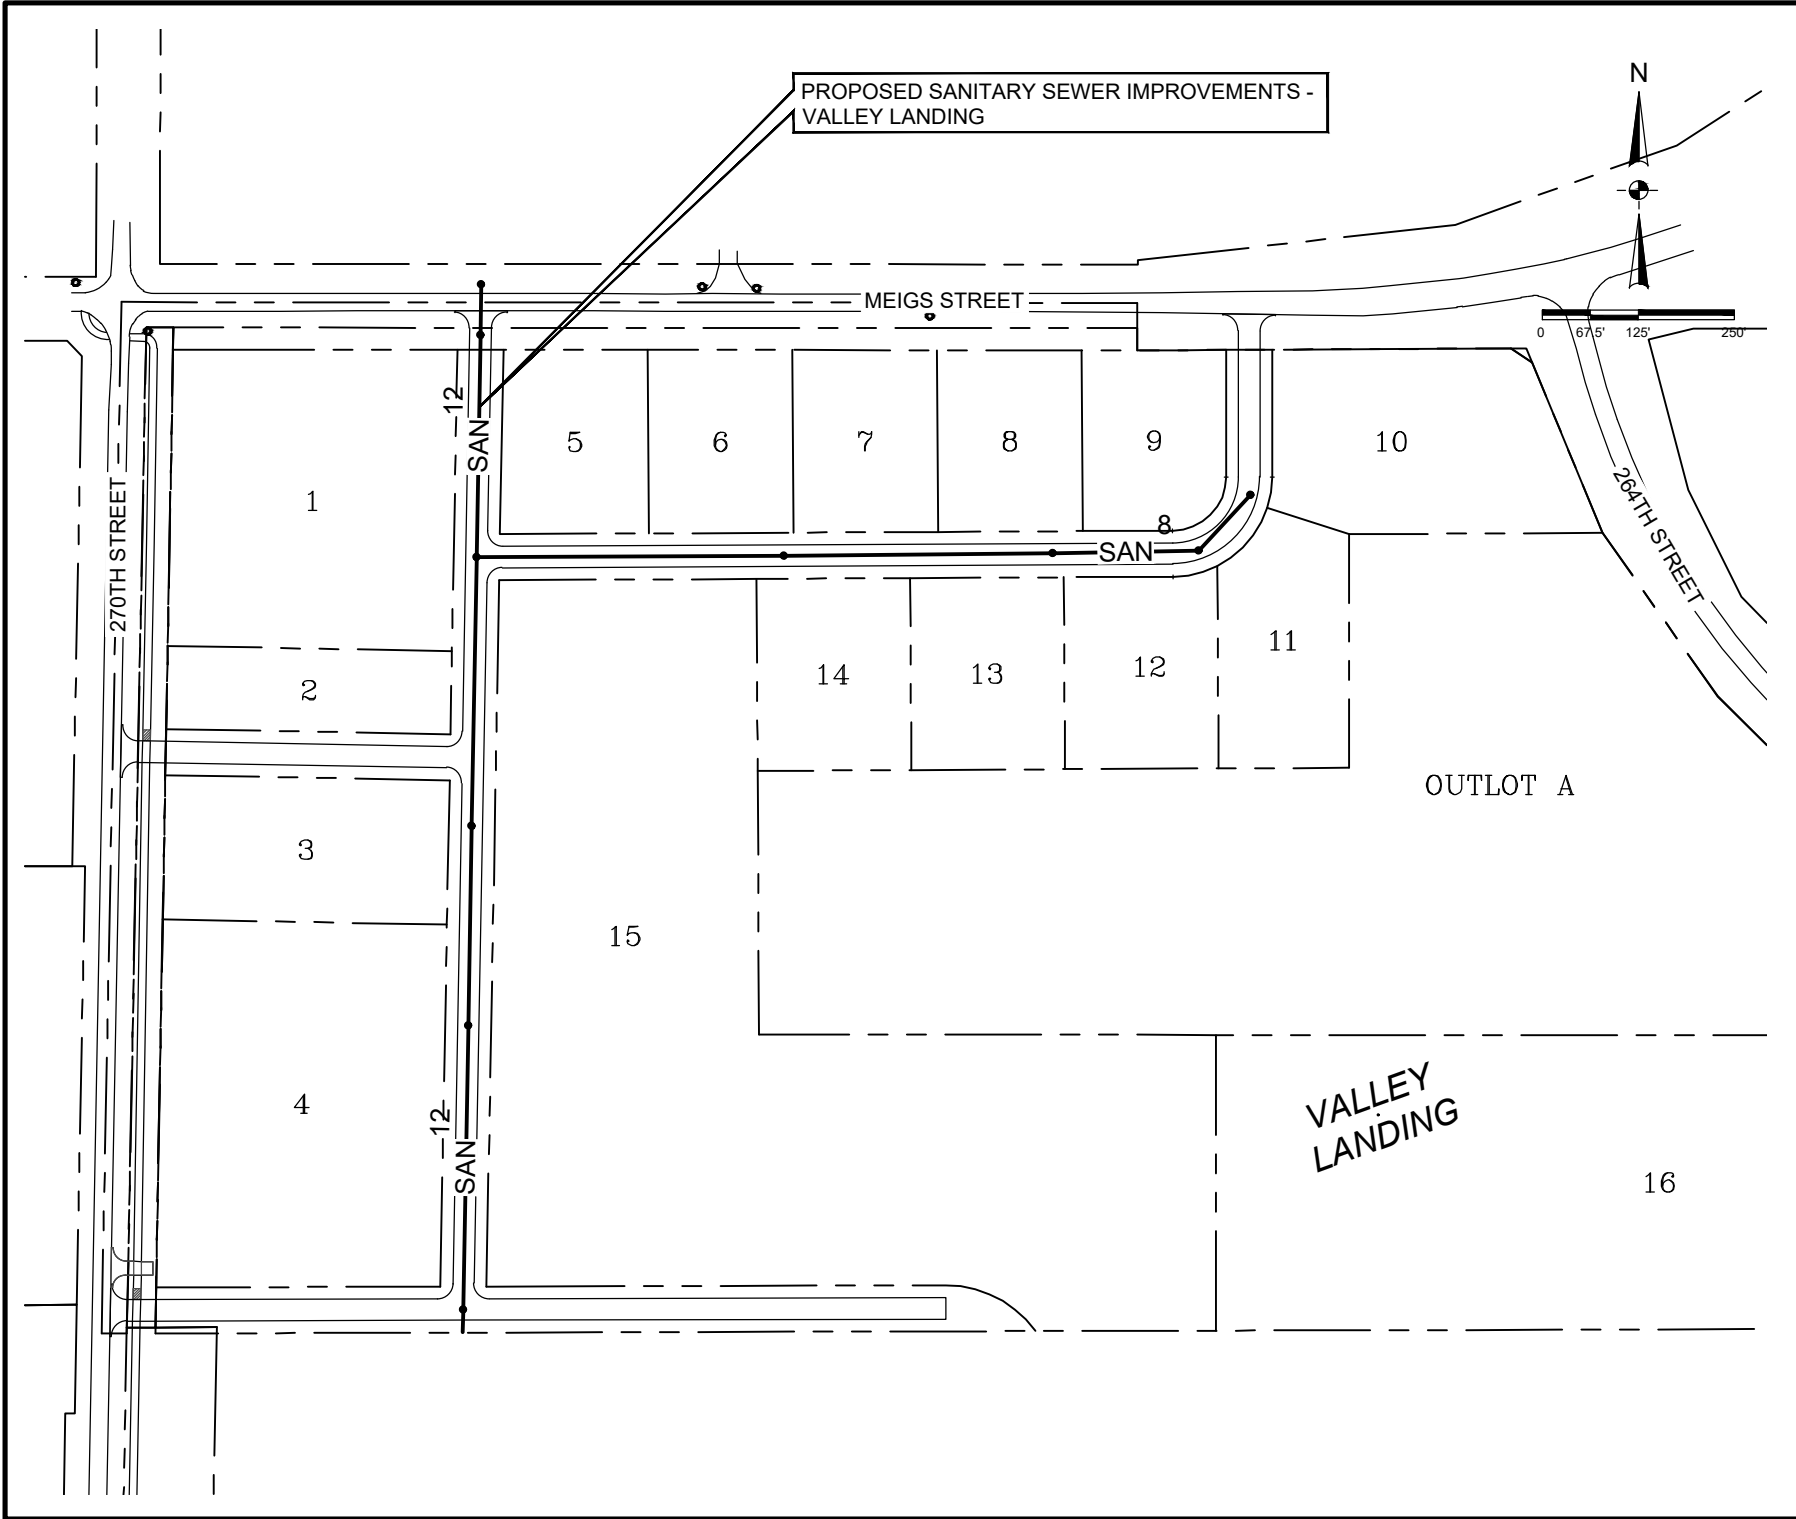 PROPOSED SANITARY SEWER IMPROVEMENTS -
VALLEY LANDING
N
MEIGS STREET
0 67.5' 125' 250'
12
SAN
5
6
7
8
9
10
1
270TH STREET
264TH STREET
8
SAN
2
14
13
12
11
OUTLOT A
3
15
4
12
SAN
VALLEY
LANDING
16